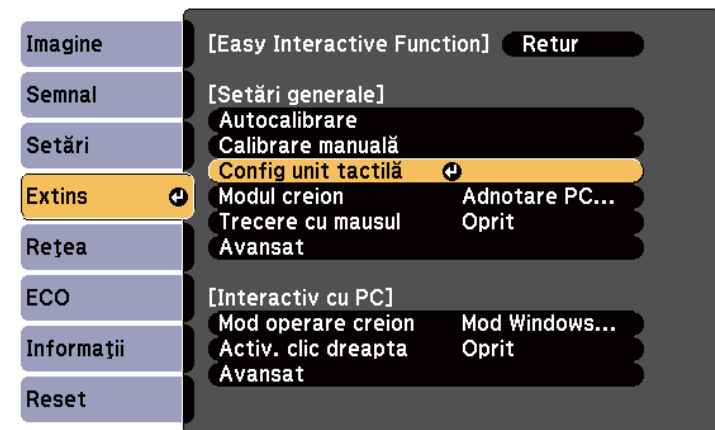 Imagine
Semnal
Setări
Extins
Reţea
ECO
Informaţii
Reset
[Easy Interactive Function] Retur
[Setări generale]
Autocalibrare
Calibrare manuală
Config unit tactilă
Modul creion Adnotare PC...
Trecere cu mausul Oprit
Avansat
[Interactiv cu PC]
Mod operare creion Mod Windows...
Activ. clic dreapta Oprit
Avansat